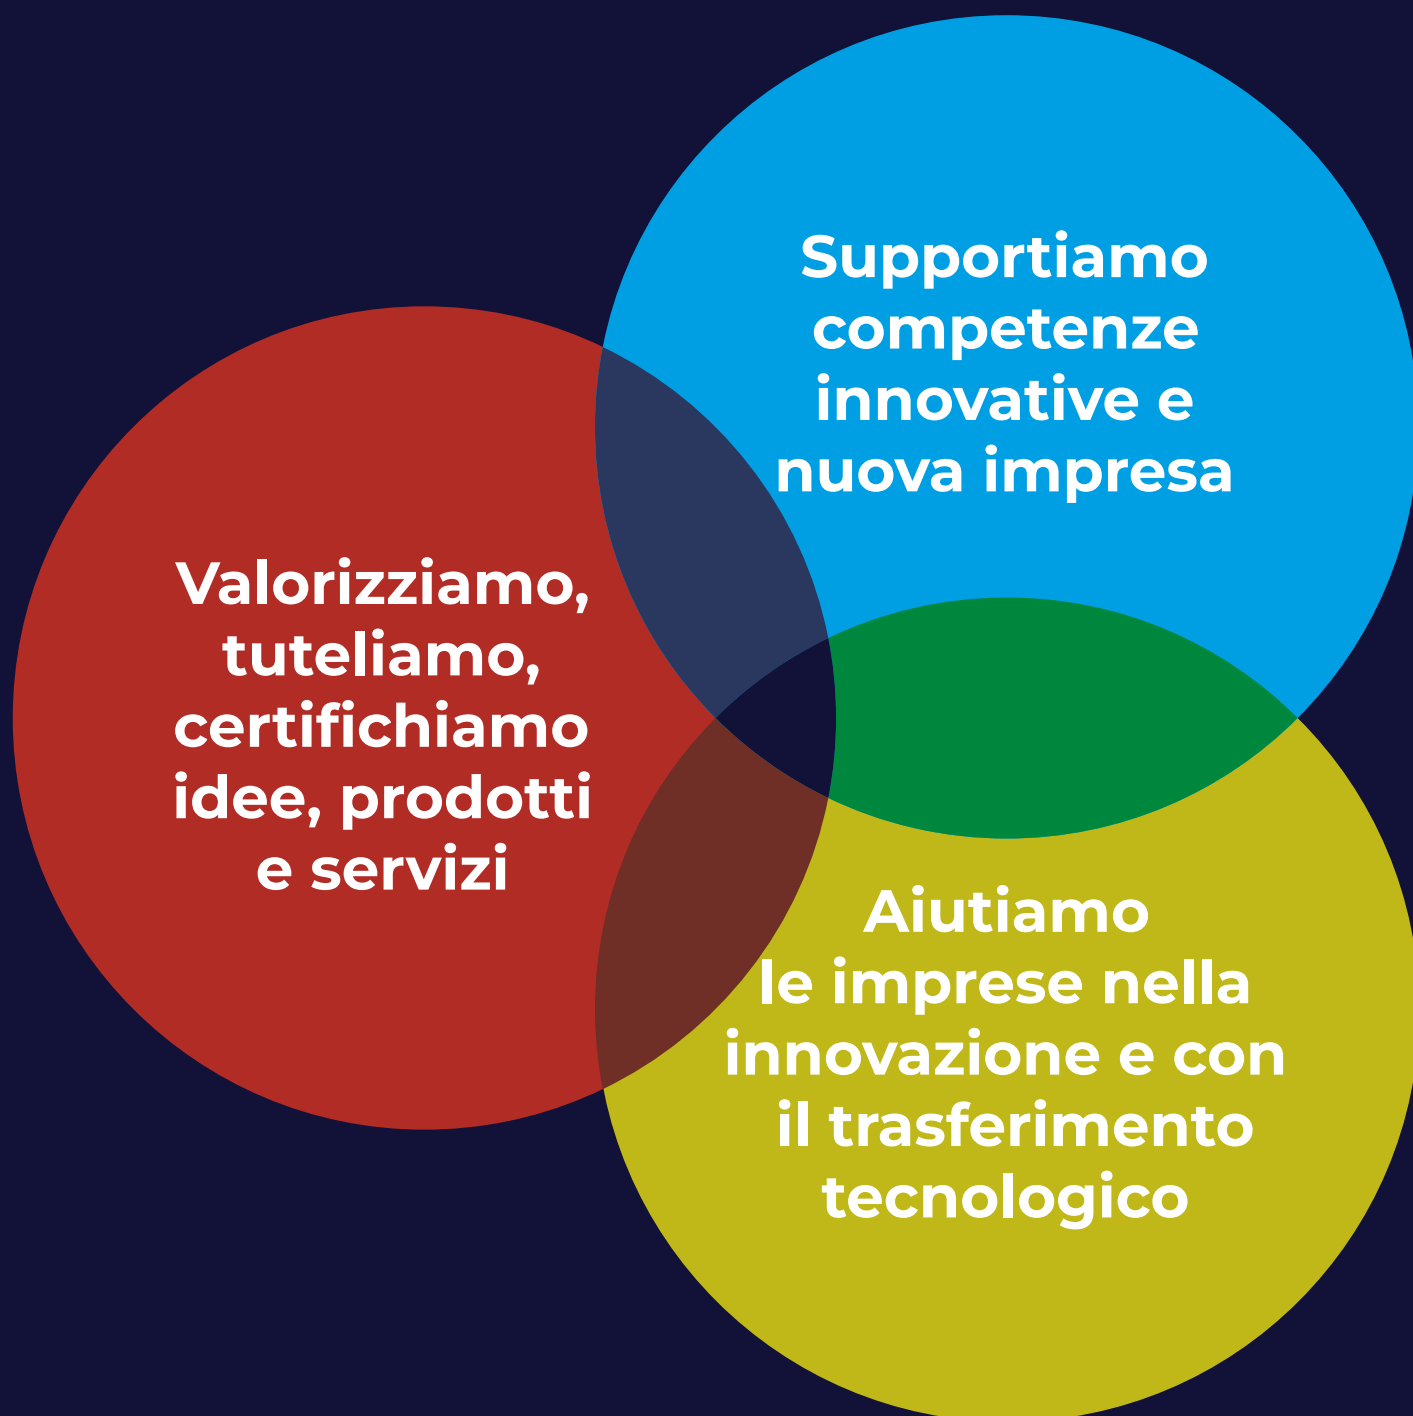 Supportiamo
competenze
innovative e
nuova impresa
Valorizziamo,
tuteliamo,
certifichiamo
idee, prodotti
e servizi
Aiutiamo
le imprese nella
innovazione e con
il trasferimento
tecnologico